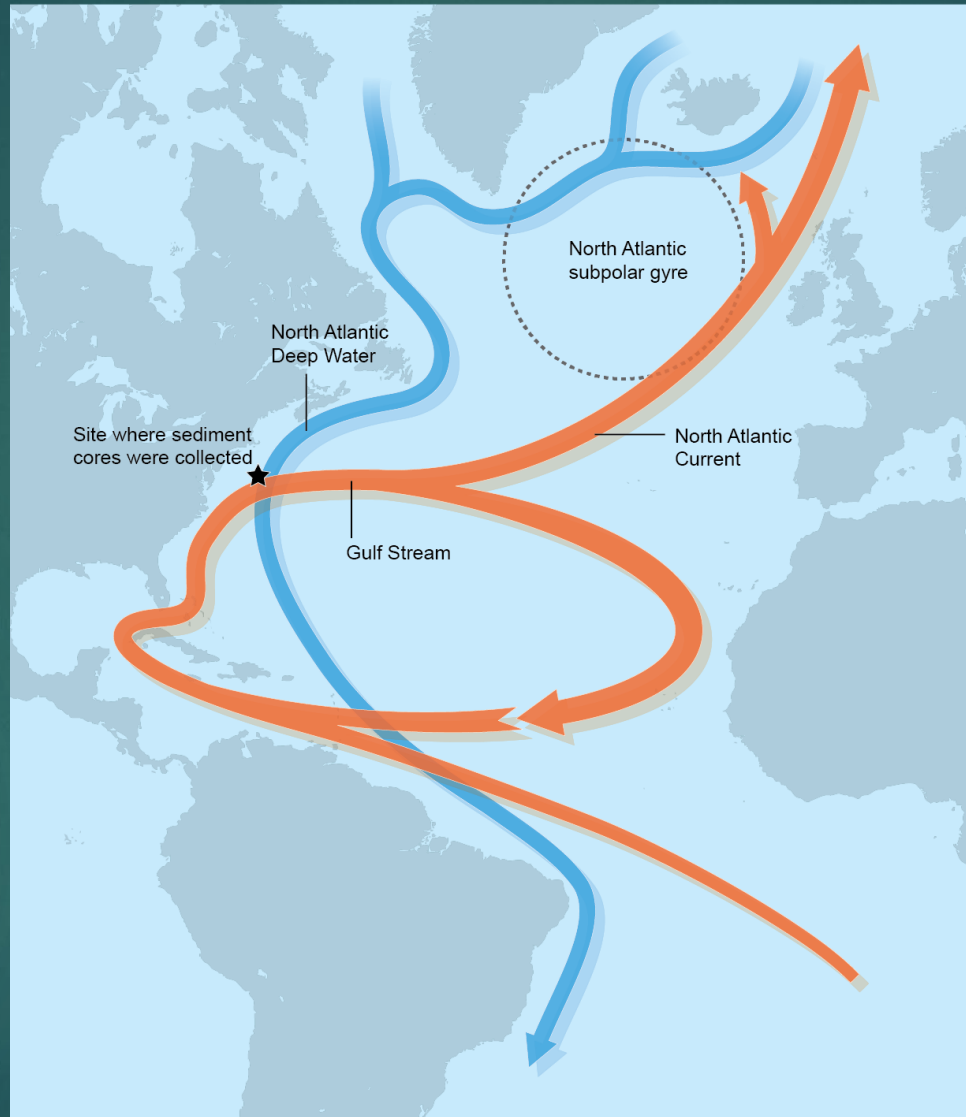 North Atlantic
subpolar gyre
North Atlantic
Deep Water
Site where sediment
cores were collected
North Atlantic
Current
Gulf Stream